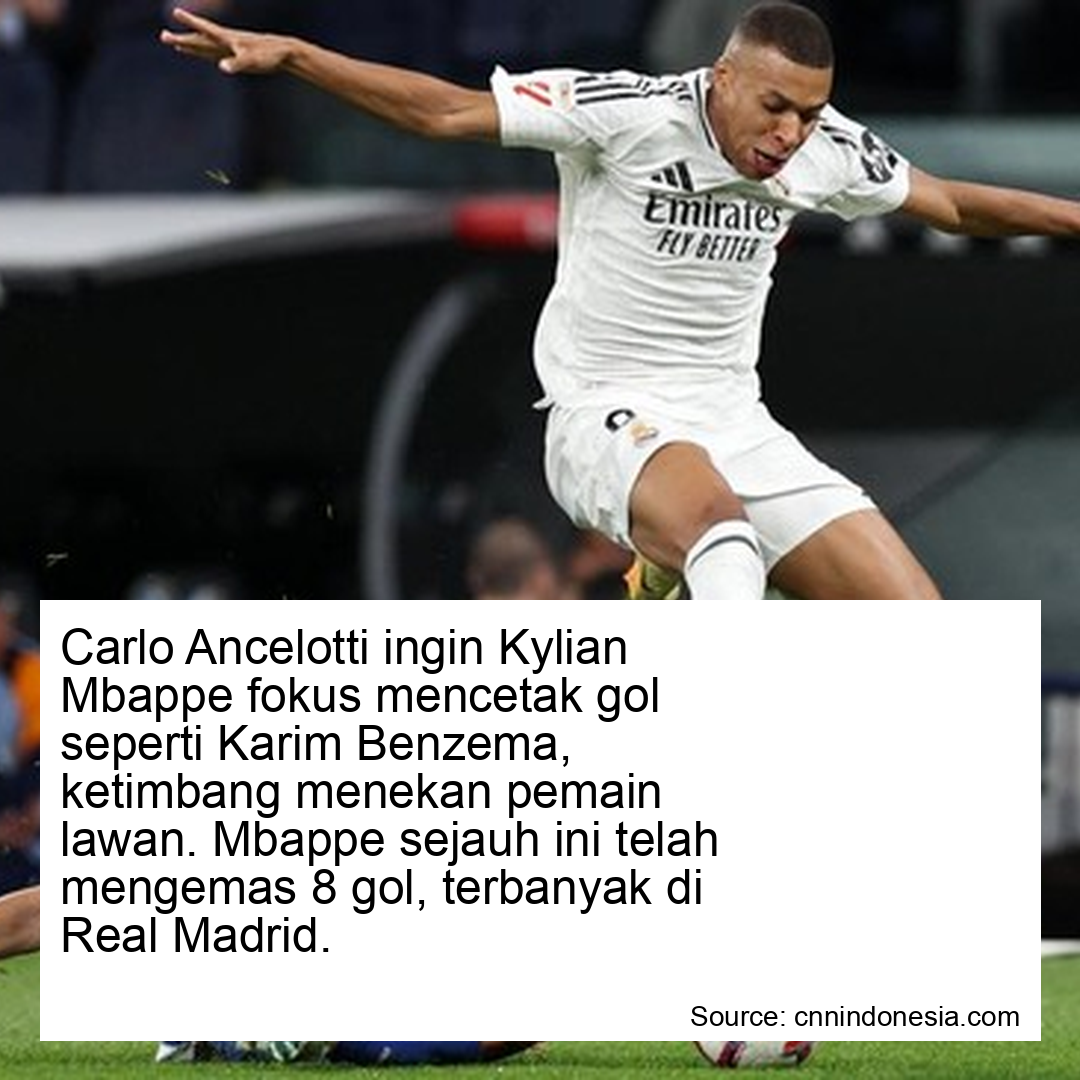 Emirates
FLY BETTER
Carlo Ancelotti ingin Kylian
Mbappe fokus mencetak gol
seperti Karim Benzema,
ketimbang menekan pemain
lawan. Mbappe sejauh ini telah
mengemas 8 gol, terbanyak di
Real Madrid.
Source: cnnindonesia.com